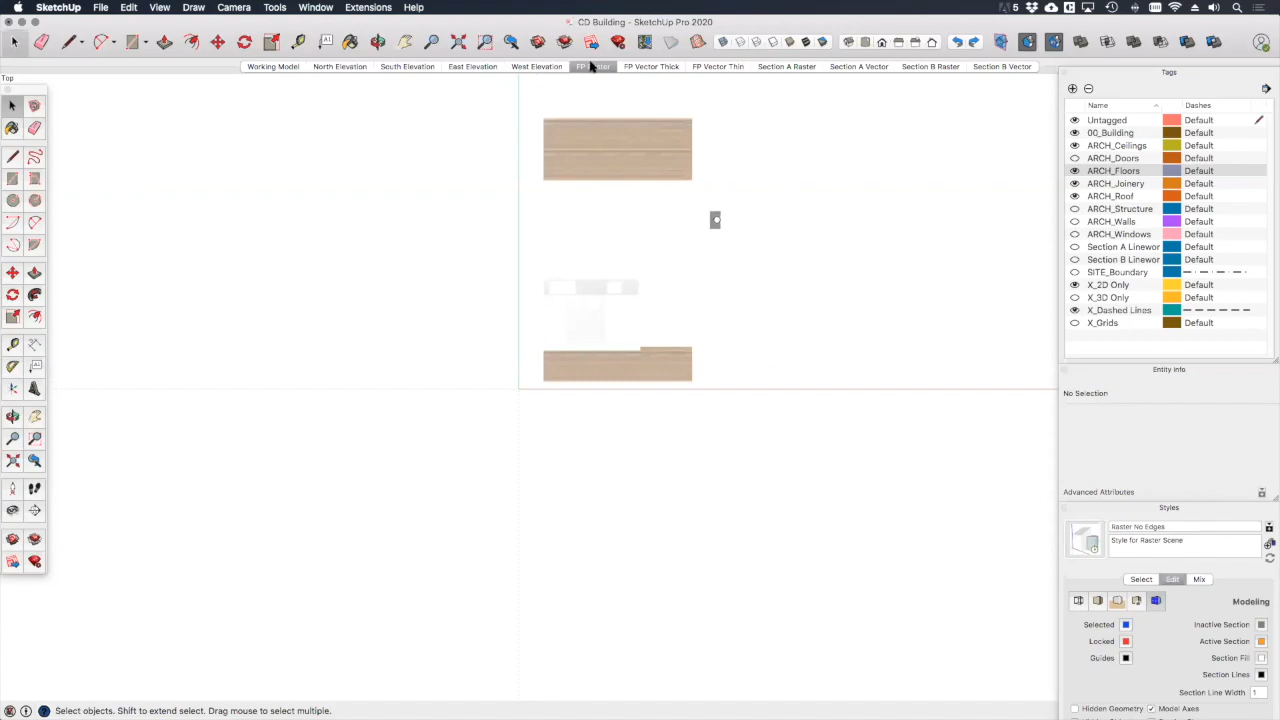 SketchUp File Edit View Draw Camera Tools Window Extensions Help
5
CD Building - SketchUp Pro 2020
Working Model North Elevation South Elevation East Elevation West Elevation FP Raster FP Vector Thick FP Vector Thin Section A Raster Section A Vector Section B Raster Section B Vector
Top
Tags
Name Dashes
Untagged Default
00_Building Default
ARCH_Ceilings Default
ARCH_Doors Default
ARCH_Floors Default
ARCH_Joinery Default
ARCH_Roof Default
ARCH_Structure Default
ARCH_Walls Default
ARCH_Windows Default
Section A Linewor Default
Section B Linewor Default
SITE_Boundary
X_2D Only Default
X_3D Only Default
X_Dashed Lines
X_Grids Default
Entity Info
No Selection
Advanced Attributes
Styles
Raster No Edges
Style for Raster Scene
Select Edit Mix
Modeling
Selected Inactive Section
Locked Active Section
Guides Section Fill
Section Lines
Section Line Width 1
Hidden Geometry Model Axes
Select objects. Shift to extend select. Drag mouse to select multiple.